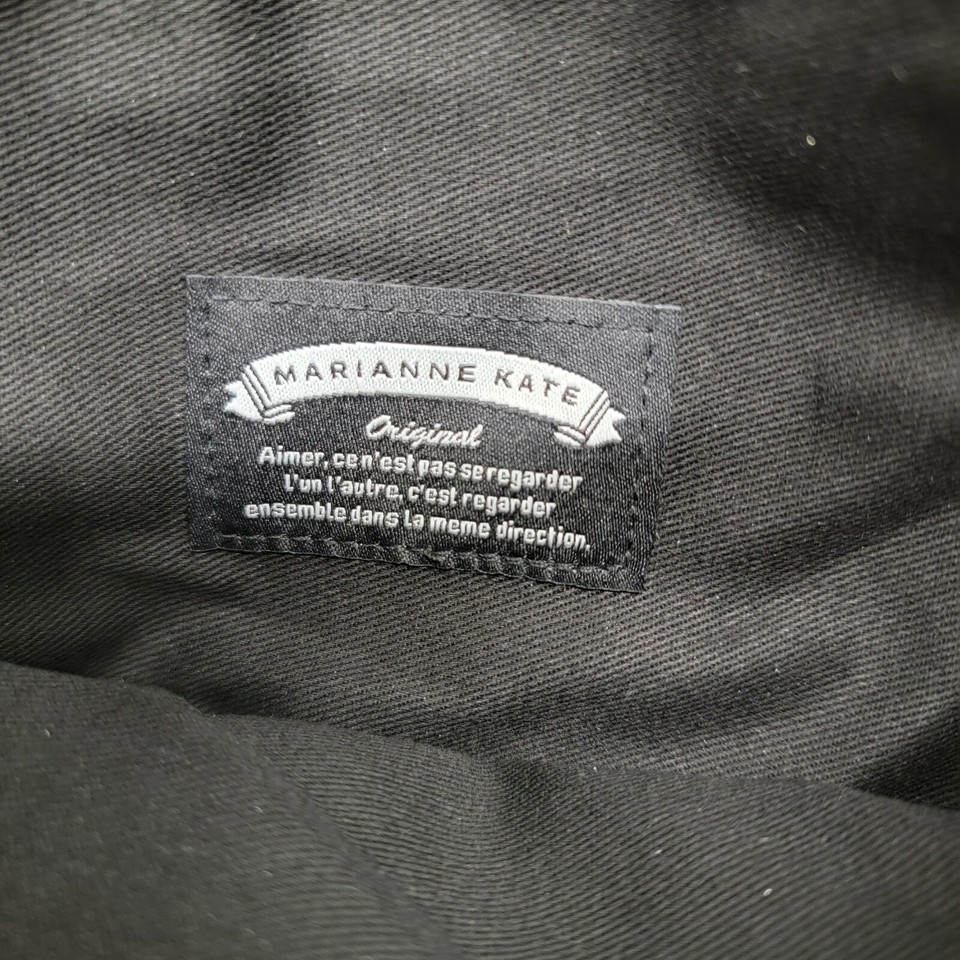 MARIANNE KATE
Original
Aimer, ce n'est pas se regarder
L'un l'autre, c'est regarder
ensemble dans la meme direction,